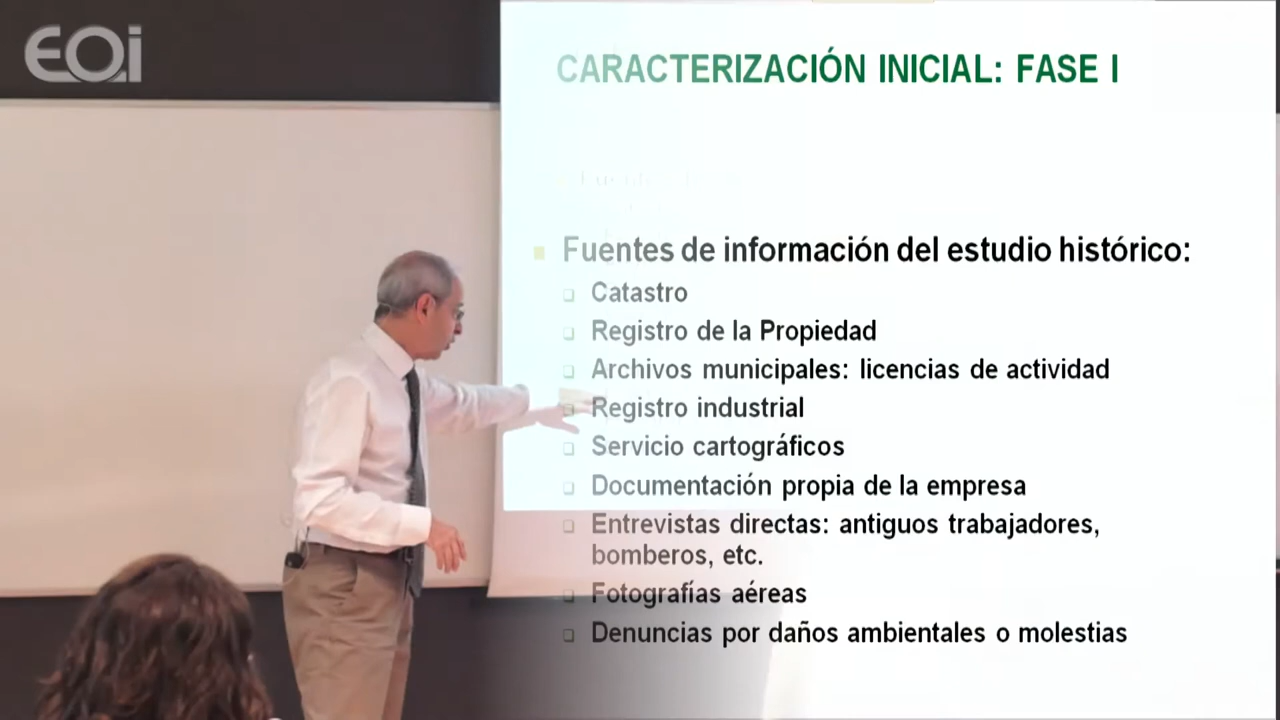 EOi
CARACTERIZACIÓN INICIAL: FASE I
Fuentes de información del estudio histórico:
Catastro
Registro de la Propiedad
Archivos municipales: licencias de actividad
Registro industrial
Servicio cartográficos
Documentación propia de la empresa
Entrevistas directas: antiguos trabajadores,
bomberos, etc.
Fotografías aéreas
Denuncias por daños ambientales o molestias